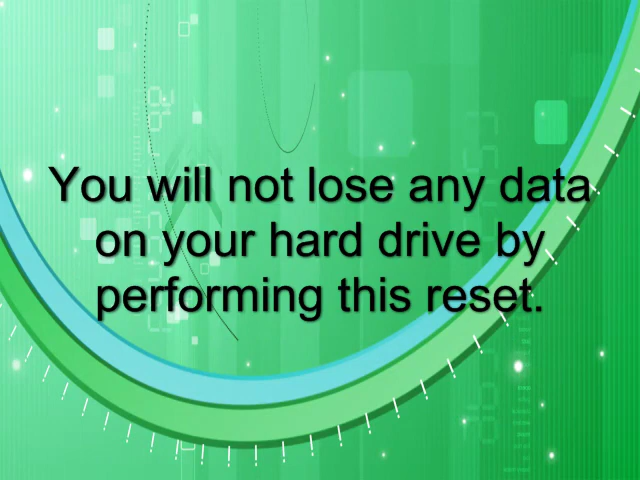 You will not lose any data
on your hard drive by
performing this reset.